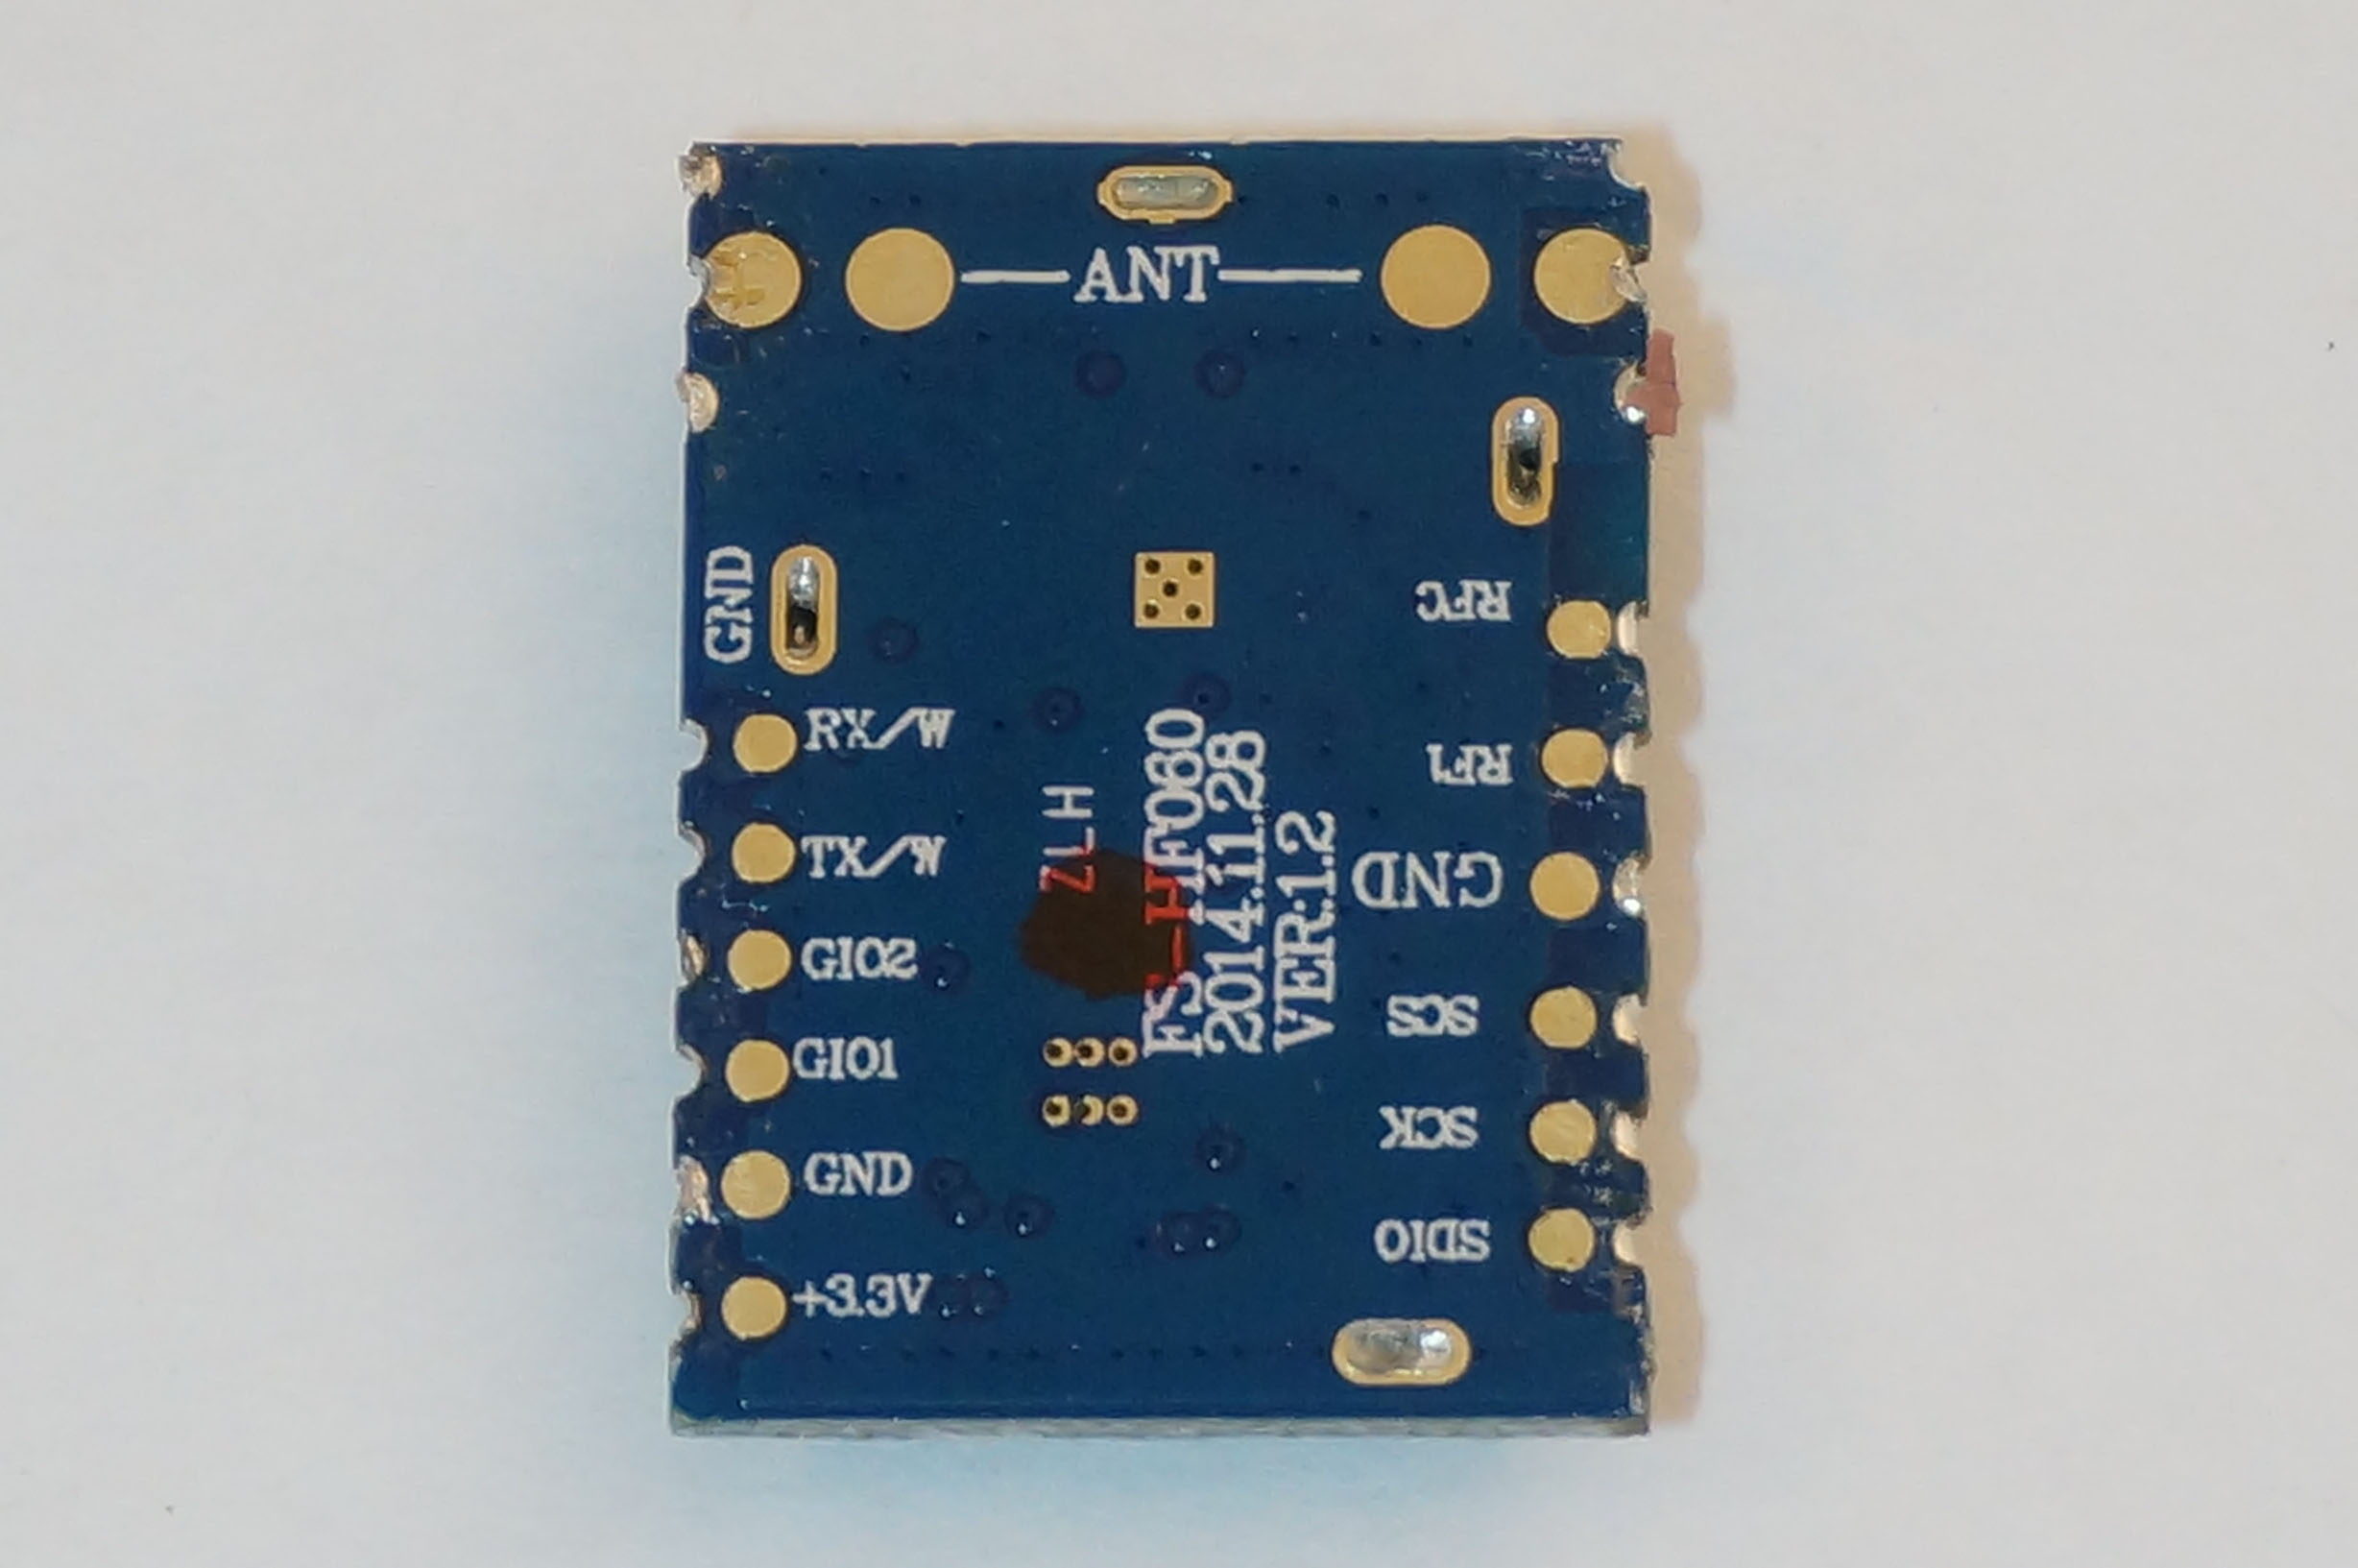 ANT
GND
RX/W
TX/W
GIO2
GIO1
GND
+3.3V
ZLH
FS_HF060
2014.11.28
VER:1.2
RFC
RF1
GND
SCS
SCK
SDIO